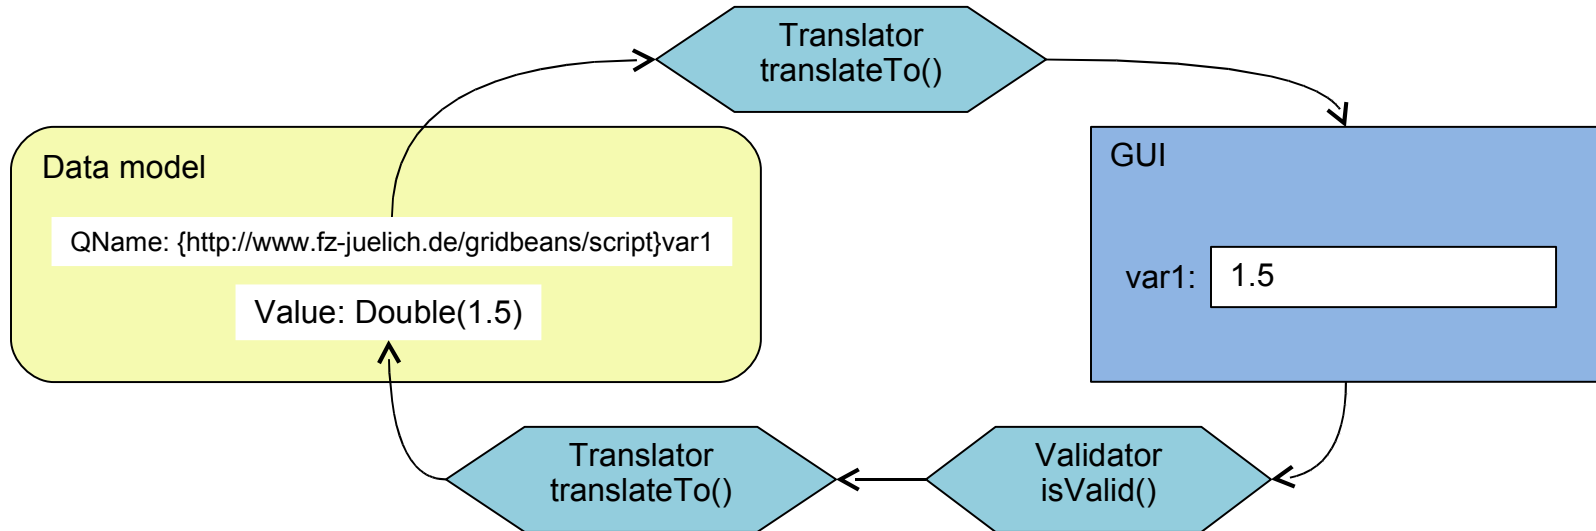 Translator
translateTo()
Data model
QName: {http://www.fz-juelich.de/gridbeans/script}var1
Value: Double(1.5)
GUI
var1: 1.5
Translator
translateTo()
Validator
isValid()